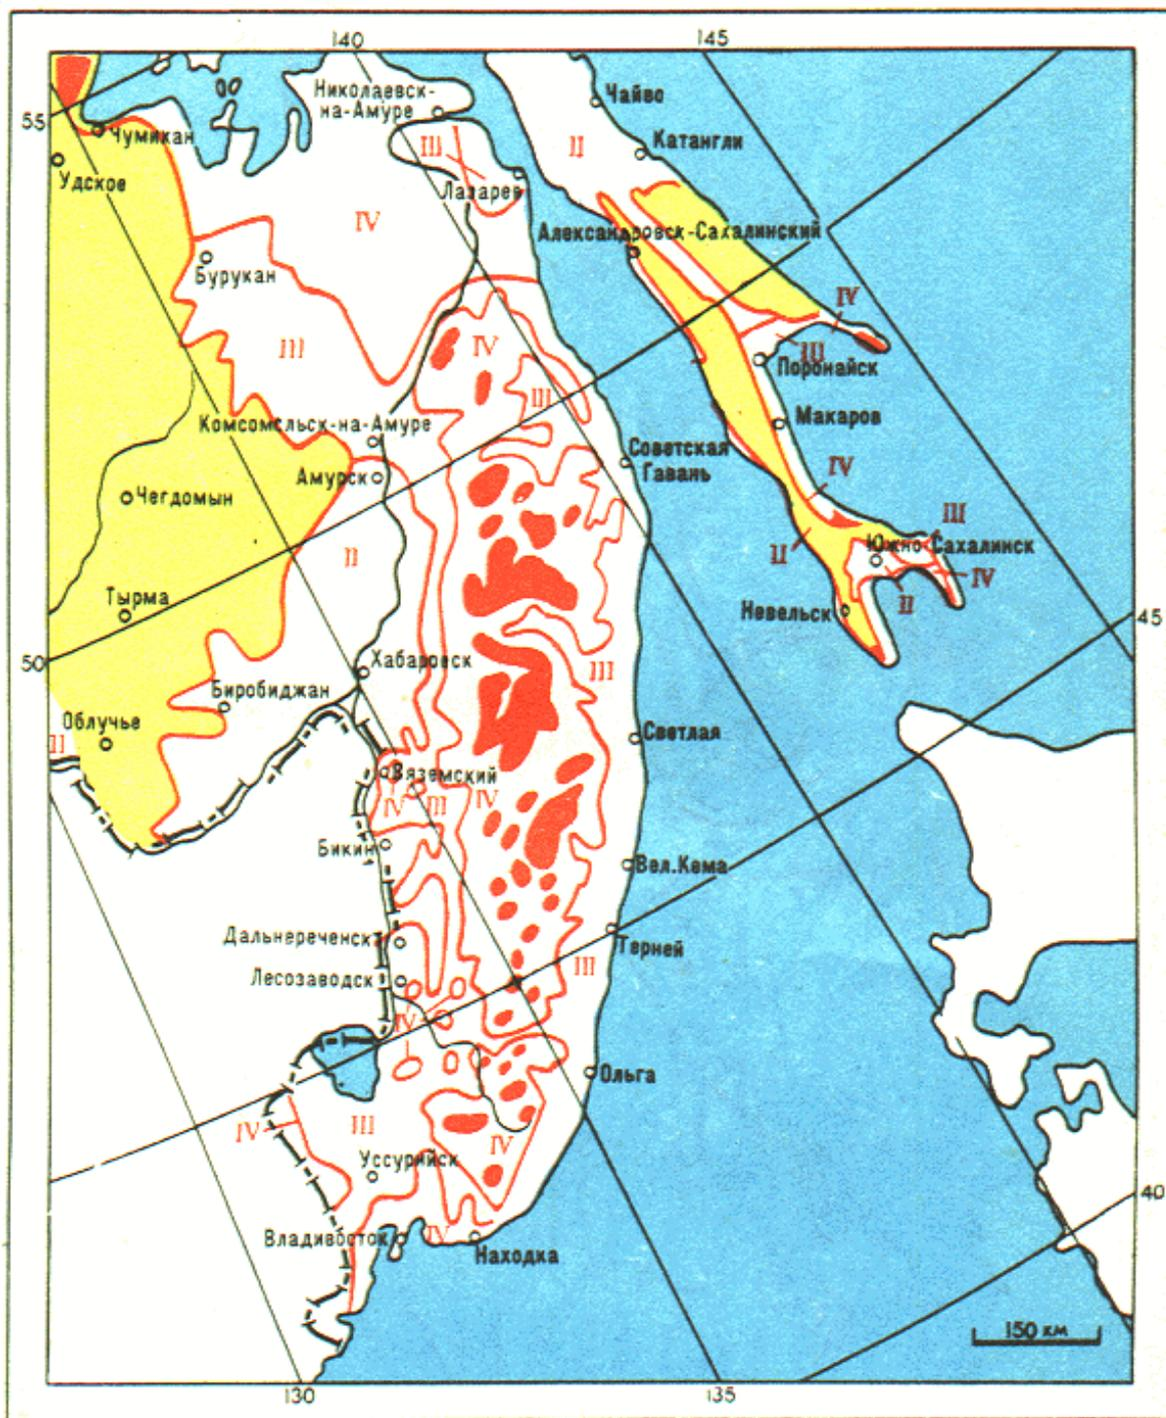 140
145
Николаевск-
на-Амуре
Чайво
55
Чумикан
III
II
Катангли
Удское
Лазарев
IV
Александровск-Сахалинский
Бурукан
IV
III
IV
III
Поронайск
III
Комсомольск-на-Амуре
Макаров
Советская
Гавань
Амурск
IV
Чегдомын
III
II
II
Южно-Сахалинск
IV
Тырма
II
Невельск
45
50
Хабаровск
III
Биробиджан
Облучье
II
Светлая
Вяземский
IV
III
IV
Бикин
Вел.Кема
Дальнереченск
Терней
III
Лесозаводск
IV
Ольга
IV
III
IV
Уссурийск
40
Владивосток
IV
Находка
150 км
130
135